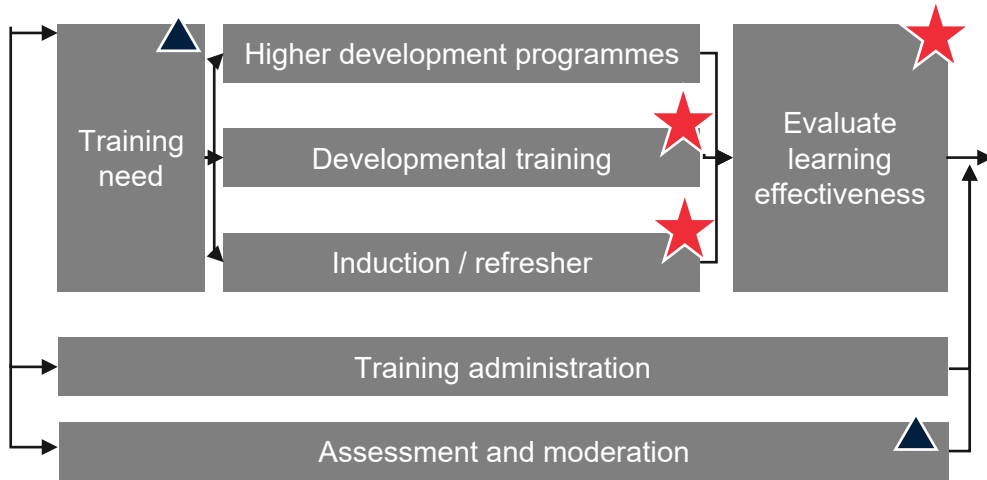 Training
need
Higher development programmes
Developmental training
Induction / refresher
Evaluate
learning
effectiveness
Training administration
Assessment and moderation